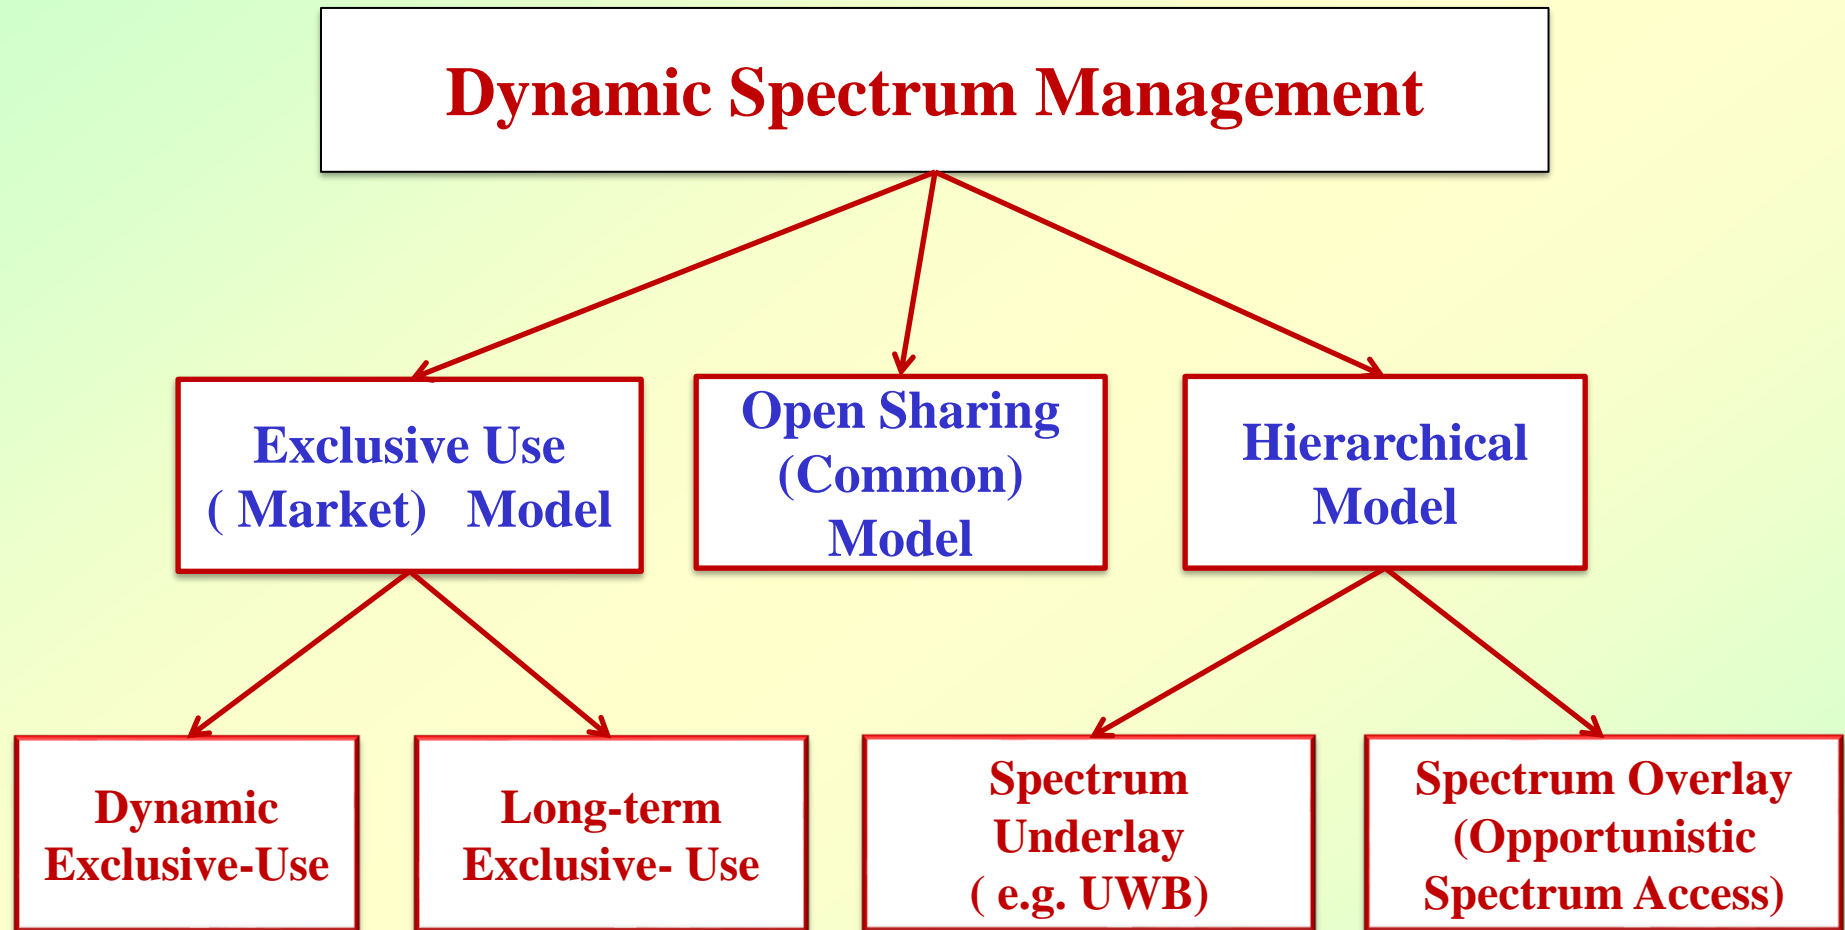 Dynamic Spectrum Management
Exclusive Use
( Market) Model
Open Sharing
(Common)
Model
Hierarchical
Model
Dynamic
Exclusive-Use
Long-term
Exclusive- Use
Spectrum
Underlay
( e.g. UWB)
Spectrum Overlay
(Opportunistic
Spectrum Access)